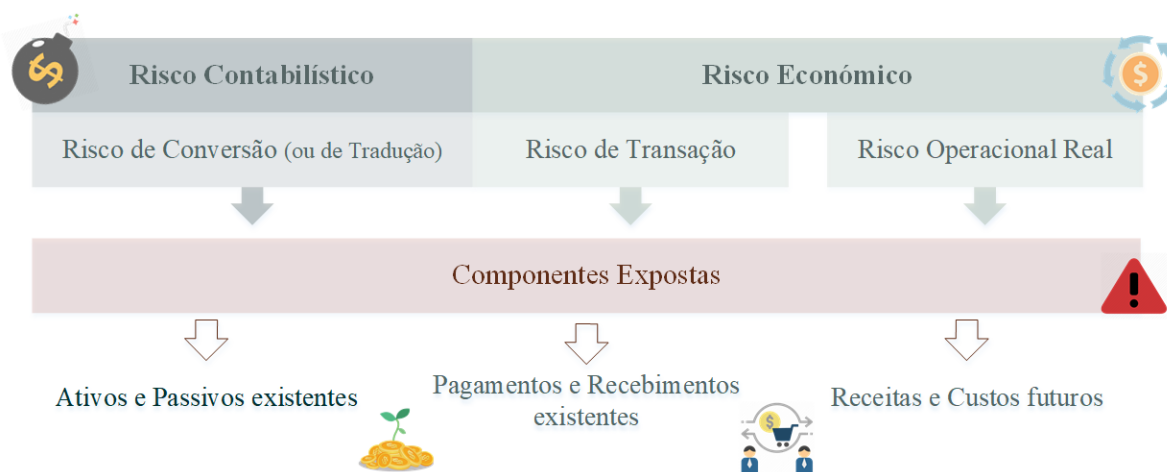 Risco Contabilístico
Risco Económico
Risco de Conversão (ou de Tradução)
Risco de Transação
Risco Operacional Real
Componentes Expostas
Ativos e Passivos existentes
Pagamentos e Recebimentos
existentes
Receitas e Custos futuros